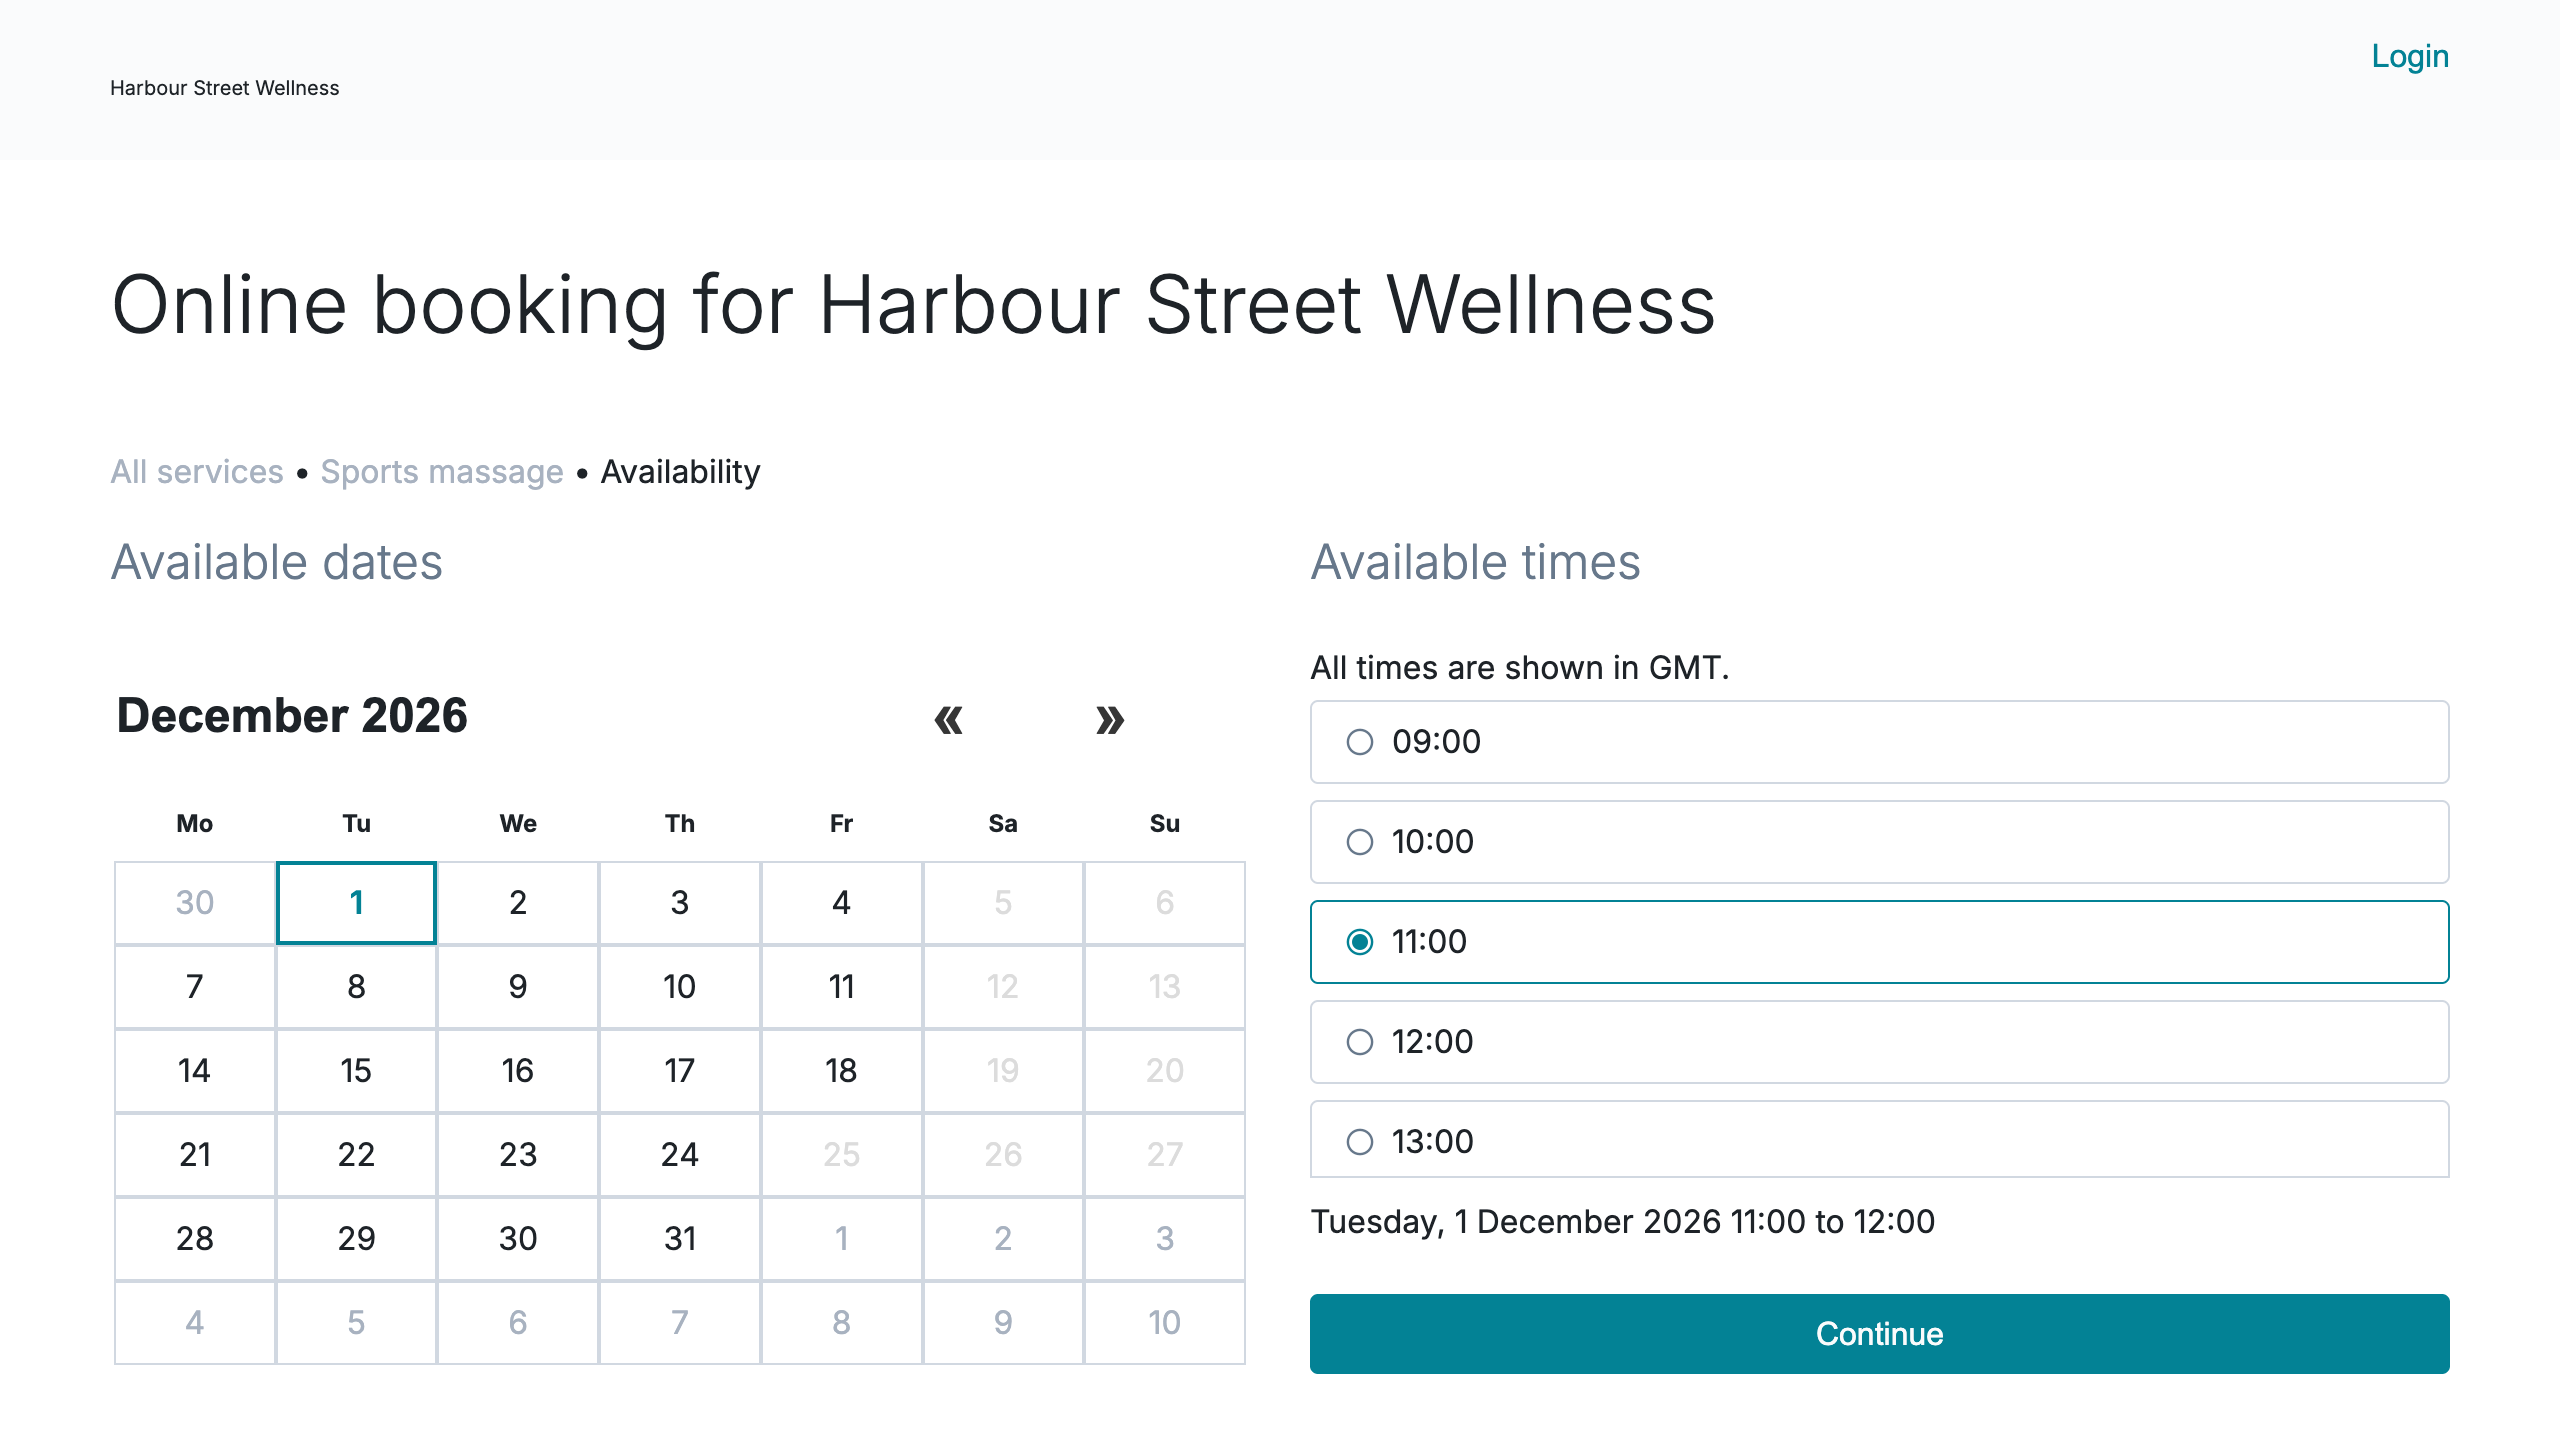 Login
Harbour Street Wellness
Online booking for Harbour Street Wellness
All services • Sports massage • Availability
Available dates
December 2026 « »
Mo Tu We Th Fr Sa Su
30 1 2 3 4 5 6
7 8 9 10 11 12 13
14 15 16 17 18 19 20
21 22 23 24 25 26 27
28 29 30 31 1 2 3
4 5 6 7 8 9 10
Available times
All times are shown in GMT.
09:00
10:00
11:00
12:00
13:00
Tuesday, 1 December 2026 11:00 to 12:00
Continue